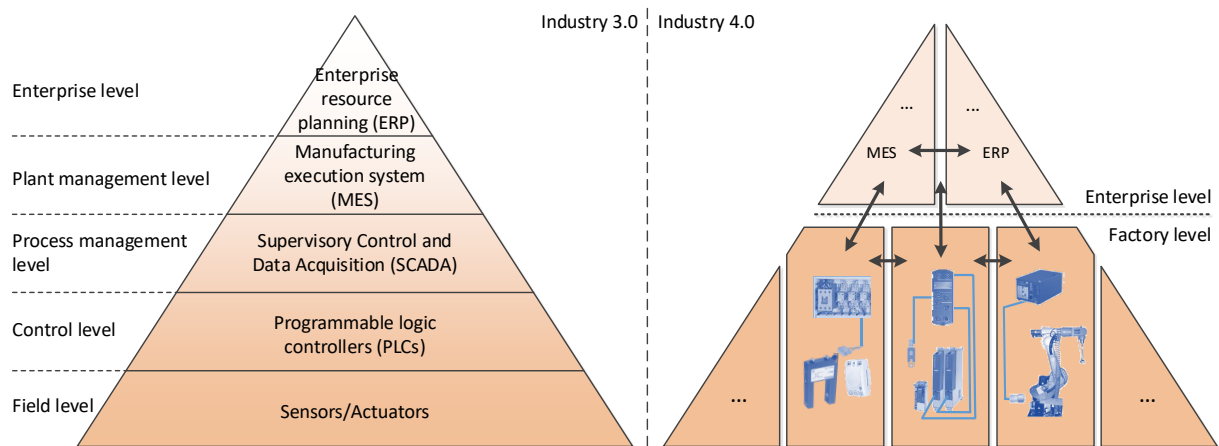 Industry 3.0
Industry 4.0
Enterprise level
Enterprise
resource
planning (ERP)
Plant management level
Manufacturing
execution system
(MES)
Process management
level
Supervisory Control and
Data Acquisition (SCADA)
Control level
Programmable logic
controllers (PLCs)
Field level
Sensors/Actuators
...
...
MES
ERP
Enterprise level
Factory level
...
...